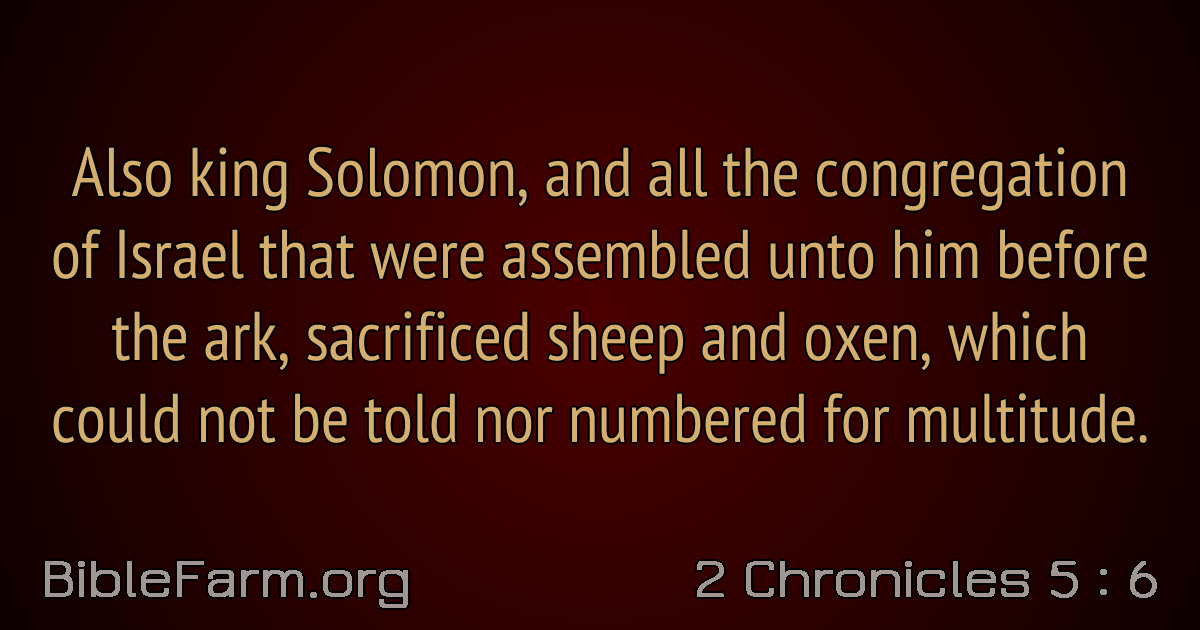 Also king Solomon, and all the congregation
of Israel that were assembled unto him before
the ark, sacrificed sheep and oxen, which
could not be told nor numbered for multitude.
BibleFarm.org
2 Chronicles 5 : 6